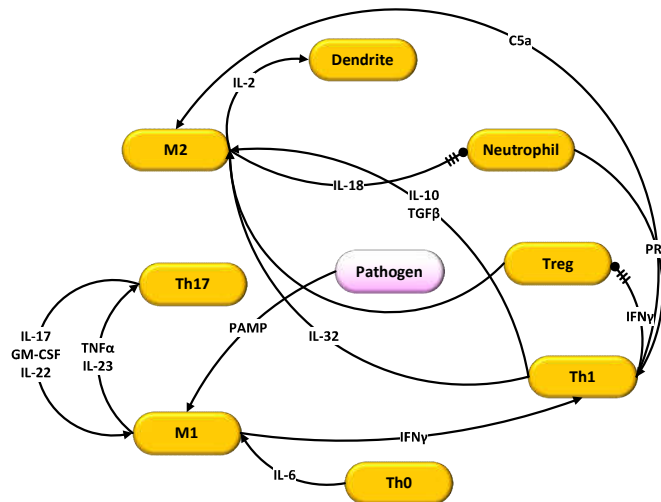 C5a
Dendrite
IL-2
M2
Neutrophil
IL-18
IL-10
TGFβ
PR
Treg
Pathogen
Th17
IL-17
GM-CSF
IL-22
TNFα
IL-23
PAMP
IL-32
IFNγ
Th1
M1
IFNγ
IL-6
Th0